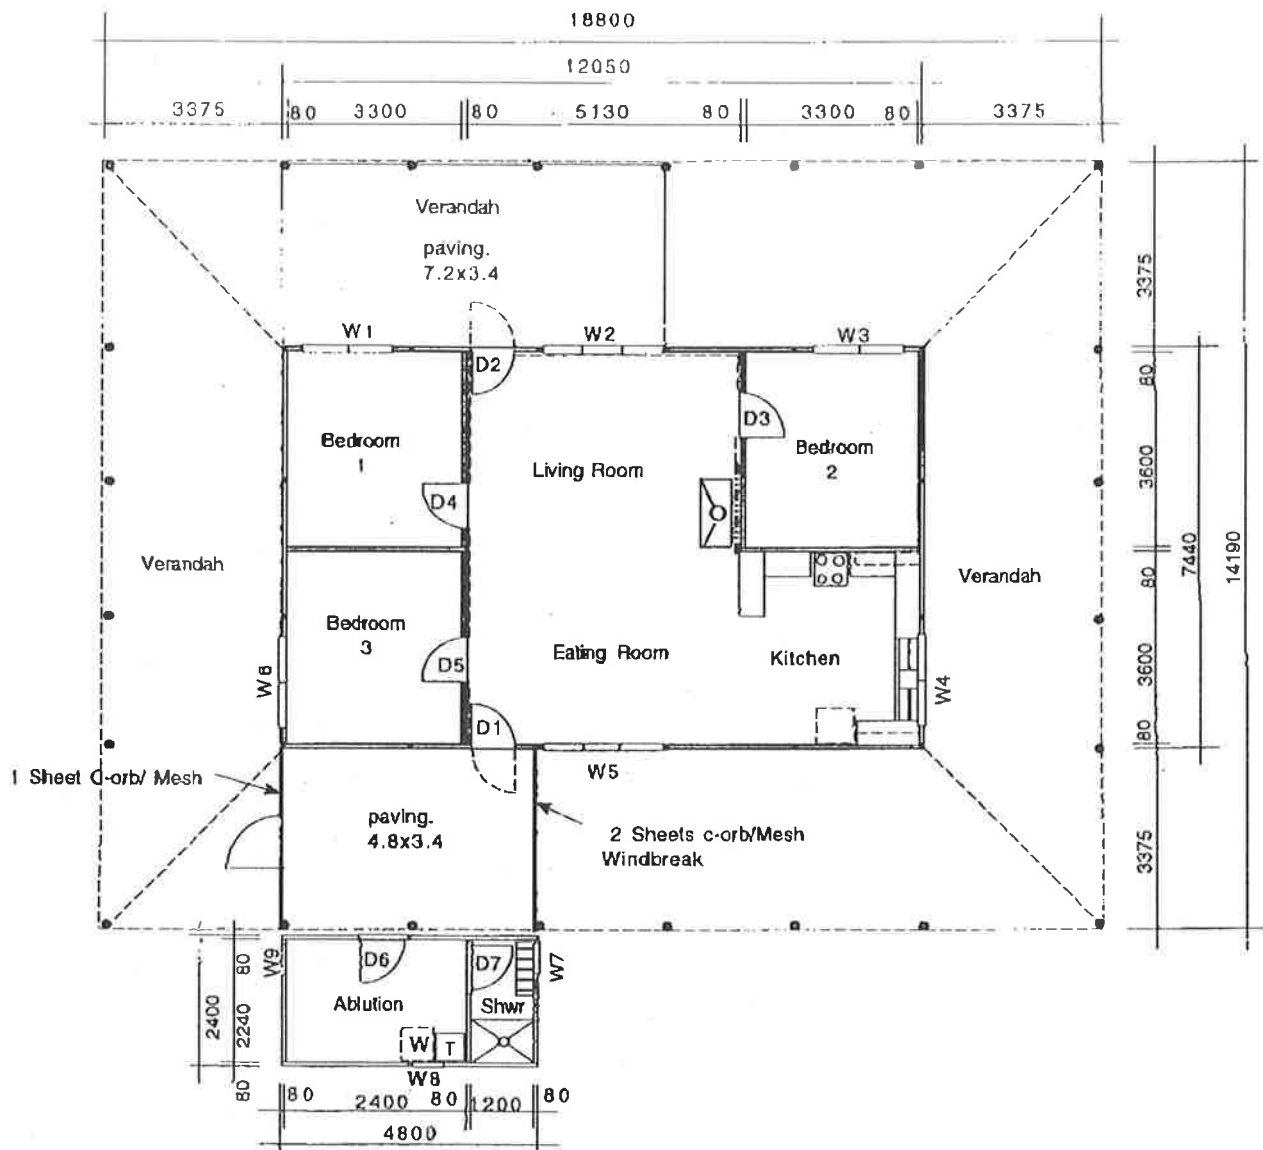 18800
12050
3375 80 3300 80 5130 80 3300 80 3375
Verandah
paving.
7.2x3.4
3375
W1 W2 W3
D2
80
D3
Bedroom
1
Bedroom
2
Living Room
3600
D4
7440
14190
Verandah
Verandah
80
Bedroom
3
Eating Room
Kitchen
D5
W6
W4
3600
D1
80
W5
1 Sheet C-orb/ Mesh
paving.
4.8x3.4
2 Sheets c-orb/Mesh
Windbreak
3375
W9
D6
D7
W7
80
2400
2240
Ablution
Shwr
W
T
W8
80
80 2400 80 1200 80
4800